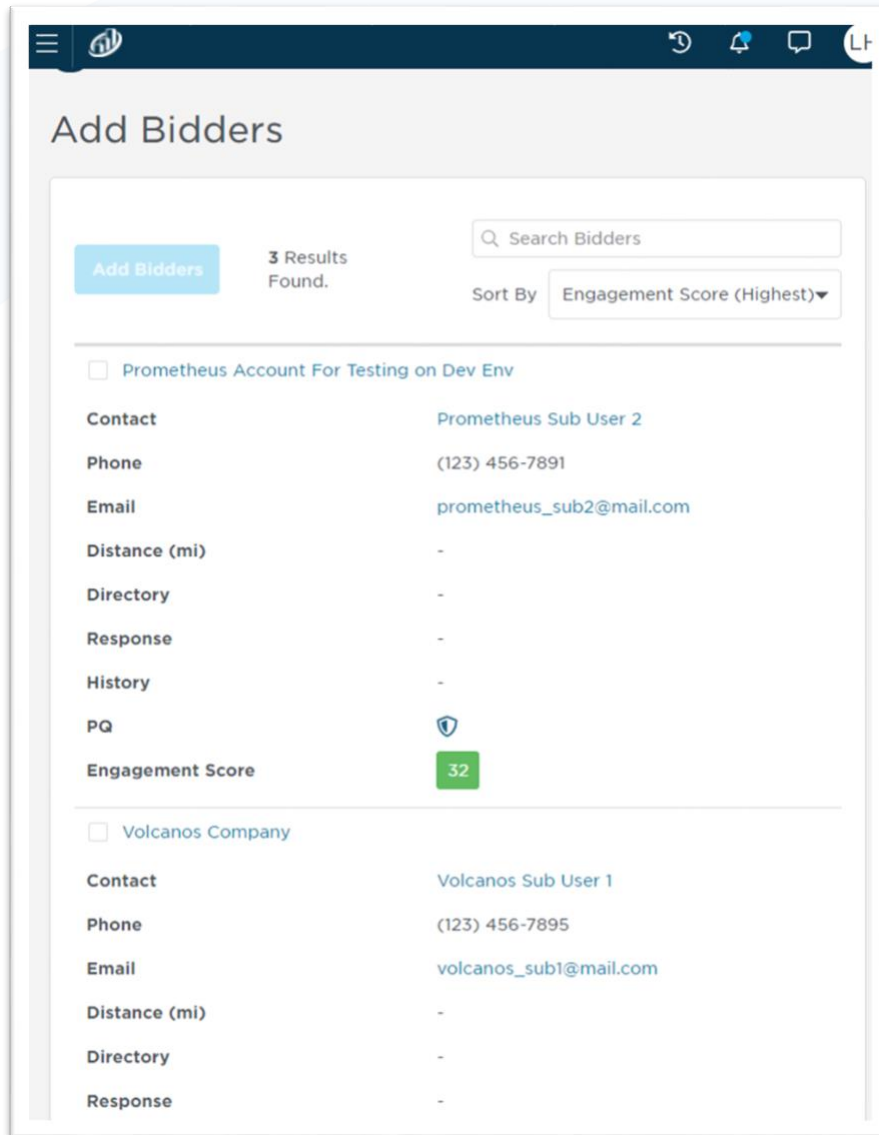 LH
Add Bidders
Add Bidders
3 Results
Found.
Search Bidders
Sort By
Engagement Score (Highest)
Prometheus Account For Testing on Dev Env
Contact Prometheus Sub User 2
Phone (123) 456-7891
Email prometheus_sub2@mail.com
Distance (mi) -
Directory -
Response -
History -
PQ
Engagement Score 32
Volcanos Company
Contact Volcanos Sub User 1
Phone (123) 456-7895
Email volcanos_sub1@mail.com
Distance (mi) -
Directory -
Response -